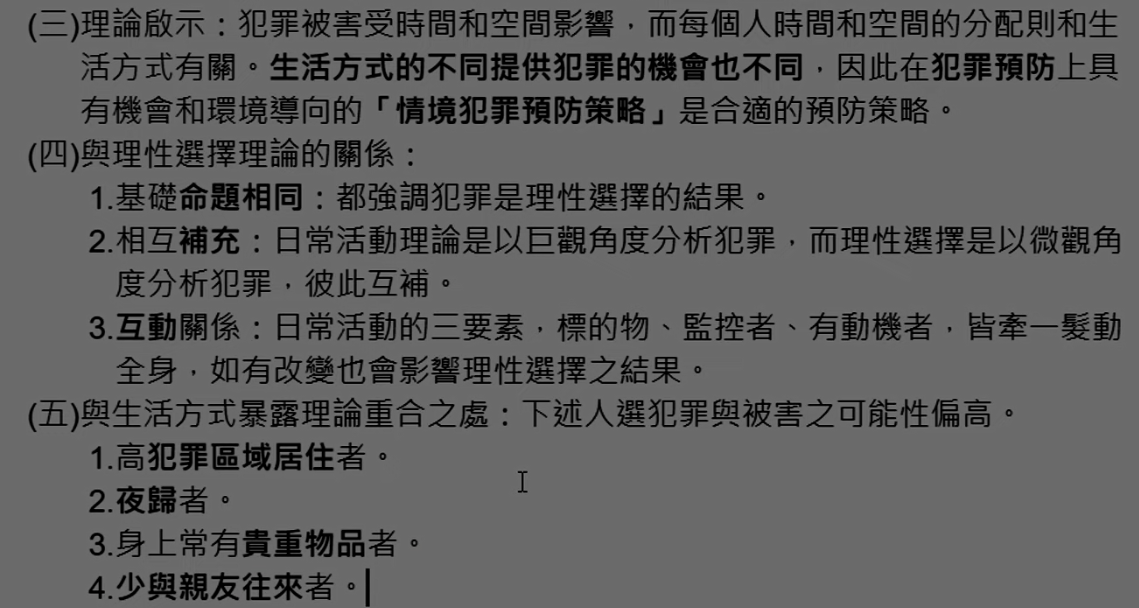 (三)理論啟示：犯罪被害受時間和空間影響，而每個人時間和空間的分配則和生
活方式有關。生活方式的不同提供犯罪的機會也不同，因此在犯罪預防上具
有機會和環境導向的「情境犯罪預防策略」是合適的預防策略。
(四)與理性選擇理論的關係：
1.基礎命題相同：都強調犯罪是理性選擇的結果。
2.相互補充：日常活動理論是以巨觀角度分析犯罪，而理性選擇是以微觀角
度分析犯罪，彼此互補。
3.互動關係：日常活動的三要素，標的物、監控者、有動機者，皆牽一髮動
全身，如有改變也會影響理性選擇之結果。
(五)與生活方式暴露理論重合之處：下述人選犯罪與被害之可能性偏高。
1.高犯罪區域居住者。
2.夜歸者。
3.身上常有貴重物品者。
4.少與親友往來者。